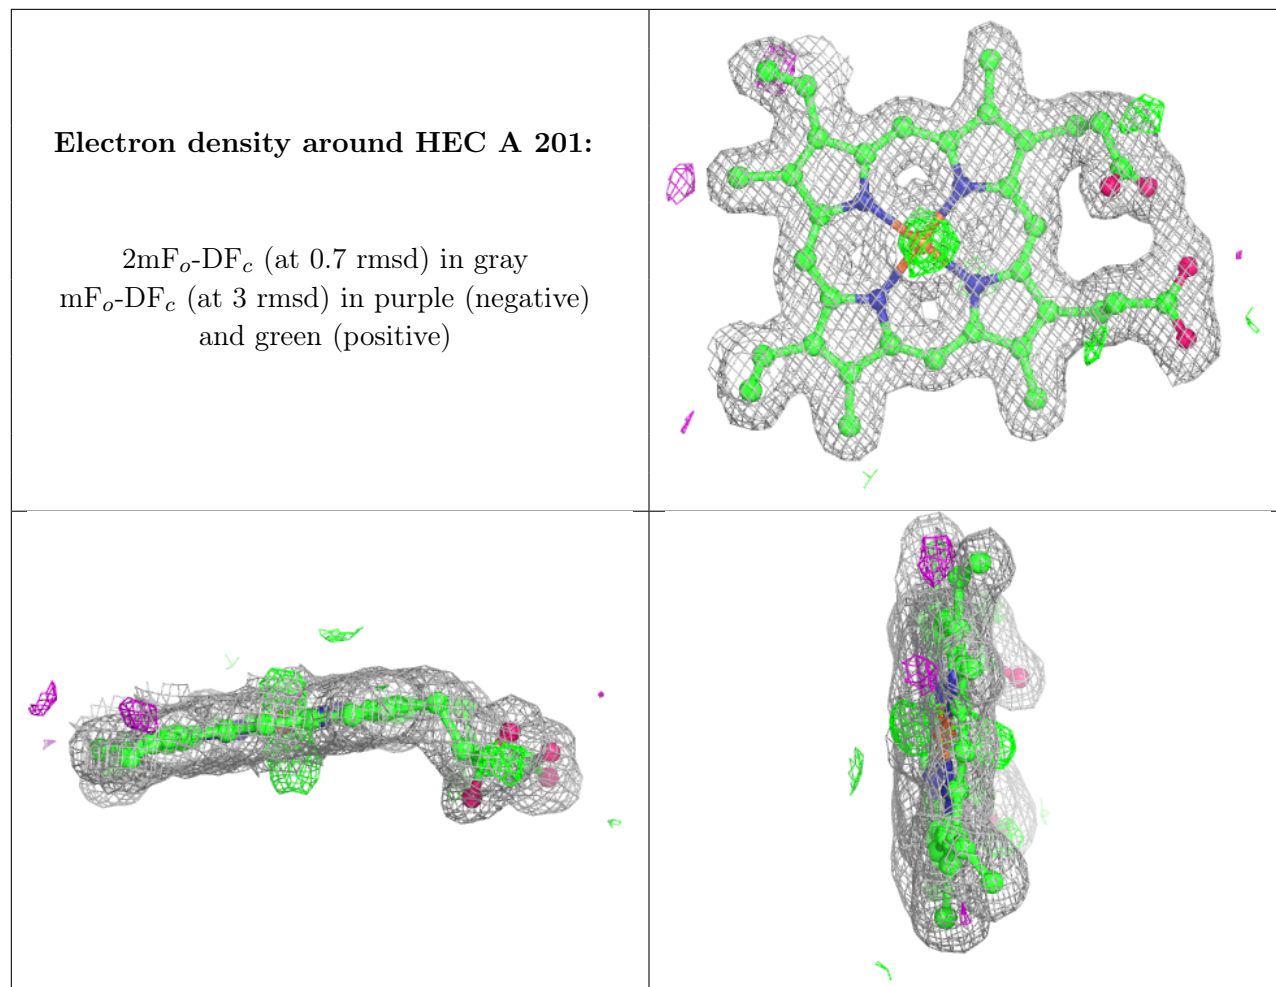 Electron density around HEC A 201:
2mFo-DFc (at 0.7 rmsd) in gray
mFo-DFc (at 3 rmsd) in purple (negative)
and green (positive)